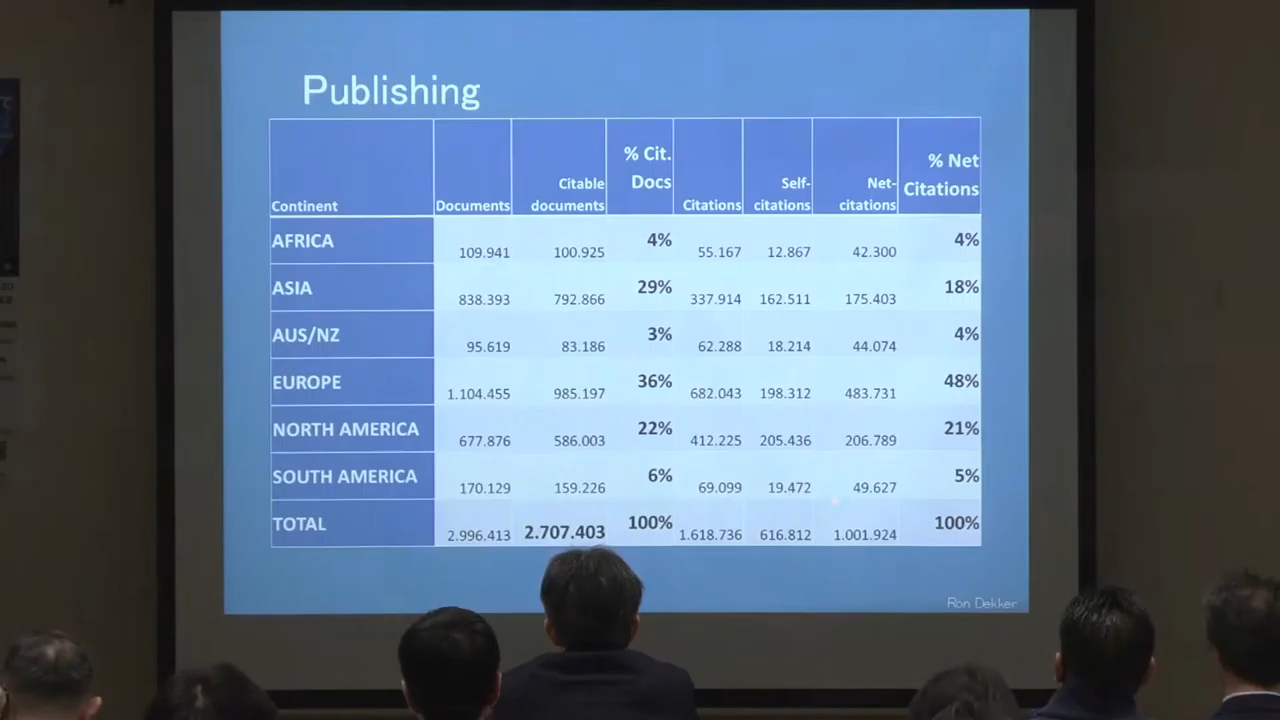 Publishing
Continent Documents Citable documents % Cit. Docs Citations Self-citations Net-citations % Net Citations
AFRICA 109.941 100.925 4% 55.167 12.867 42.300 4%
ASIA 838.393 792.866 29% 337.914 162.511 175.403 18%
AUS/NZ 95.619 83.186 3% 62.288 18.214 44.074 4%
EUROPE 1.104.455 985.197 36% 682.043 198.312 483.731 48%
NORTH AMERICA 677.876 586.003 22% 412.225 205.436 206.789 21%
SOUTH AMERICA 170.129 159.226 6% 69.099 19.472 49.627 5%
TOTAL 2.996.413 2.707.403 100% 1.618.736 616.812 1.001.924 100%
Ron Dekker